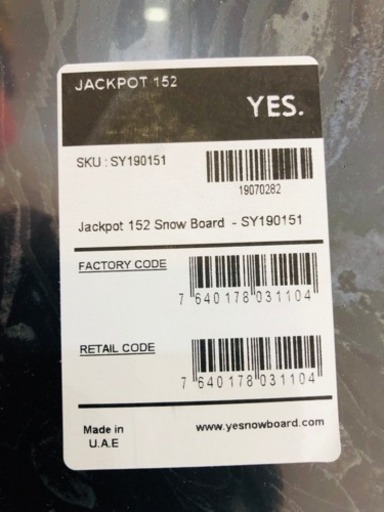 JACKPOT 152
YES.
SKU : SY190151
19070282
Jackpot 152 Snow Board - SY190151
FACTORY CODE
7 640178 031104
RETAIL CODE
7 640178 031104
Made in
U.A.E
www.yesnowboard.com